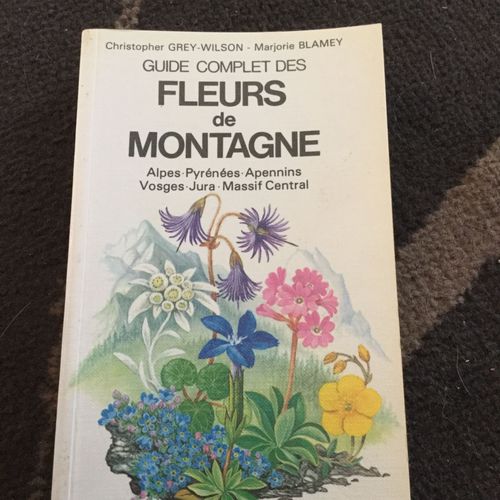 Christopher GREY-WILSON - Marjorie BLAMEY
GUIDE COMPLET DES
FLEURS
de
MONTAGNE
Alpes·Pyrénées·Apennins
Vosges·Jura·Massif Central